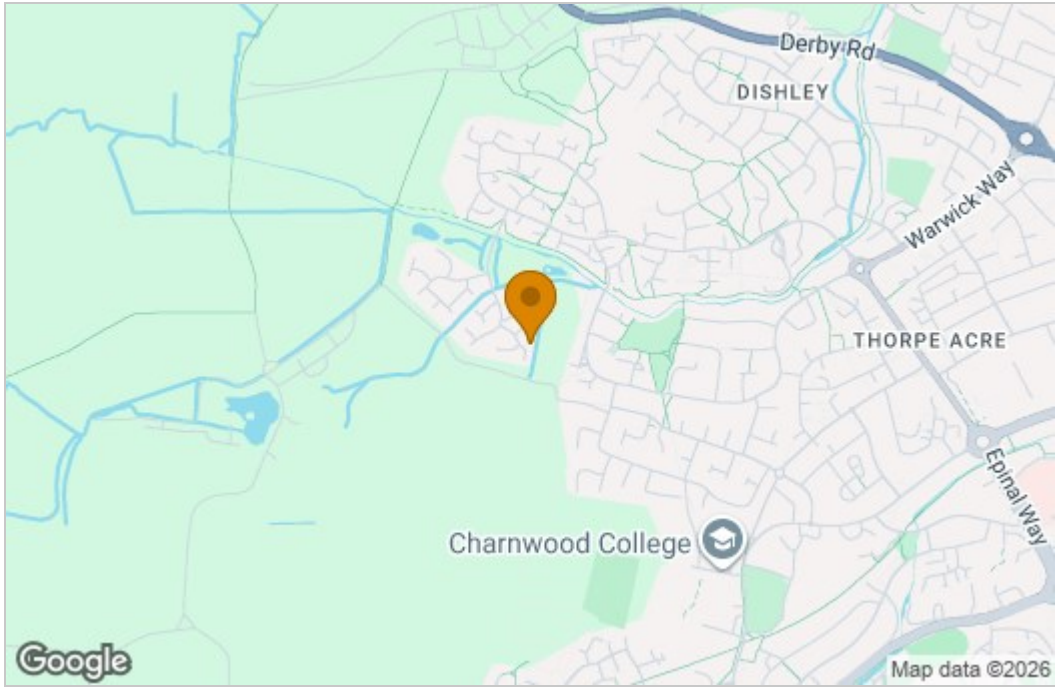 Derby Rd
DISHLEY
Warwick Way
THORPE ACRE
Epinal Way
Charnwood College
Google
Map data ©2026